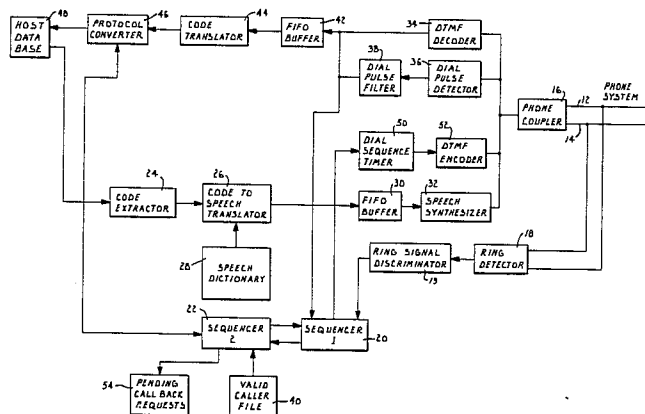 HOST
DATA
BASE
48
PROTOCOL
CONVERTER
46
CODE
TRANSLATOR
44
FIFO
BUFFER
42
DTMF
DECODER
34
DIAL
PULSE
FILTER
38
DIAL
PULSE
DETECTOR
36
PHONE
COUPLER
16
12
14
PHONE
SYSTEM
DIAL
SEQUENCE
TIMER
50
DTMF
ENCODER
52
CODE
EXTRACTOR
24
CODE TO
SPEECH
TRANSLATOR
26
FIFO
BUFFER
30
SPEECH
SYNTHESIZER
32
SPEECH
DICTIONARY
28
RING SIGNAL
DISCRIMINATOR
19
RING
DETECTOR
18
SEQUENCER
2
22
SEQUENCER
1
20
PENDING
CALL BACK
REQUESTS
54
VALID
CALLER
FILE
40